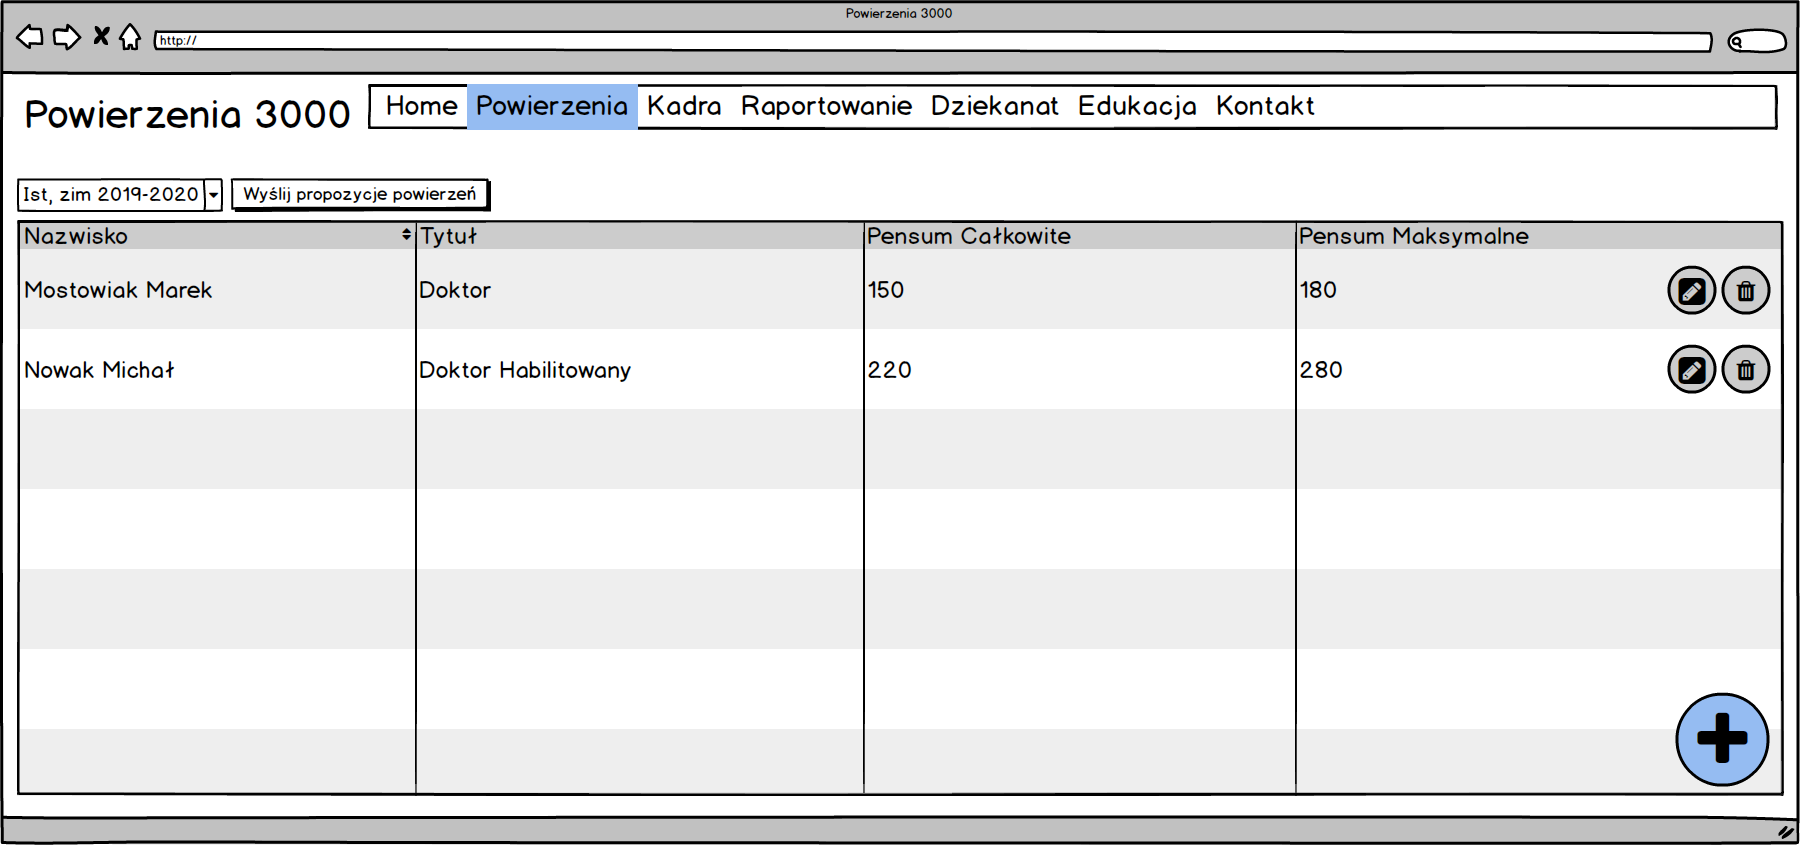 Powierzenia 3000
http://
Powierzenia 3000
Home Powierzenia Kadra Raportowanie Dziekanat Edukacja Kontakt
Ist, zim 2019-2020 Wyślij propozycje powierzeń
Nazwisko Tytuł Pensum Całkowite Pensum Maksymalne
Mostowiak Marek Doktor 150 180
Nowak Michał Doktor Habilitowany 220 280